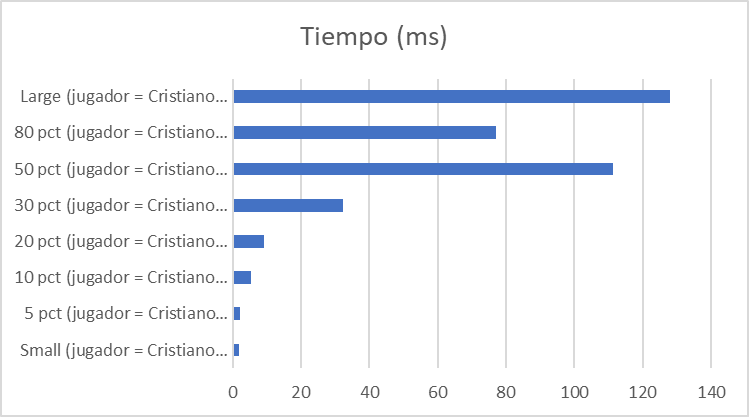 Tiempo (ms)
Large (jugador = Cristiano...
80 pct (jugador = Cristiano...
50 pct (jugador = Cristiano...
30 pct (jugador = Cristiano...
20 pct (jugador = Cristiano...
10 pct (jugador = Cristiano...
5 pct (jugador = Cristiano...
Small (jugador = Cristiano...
0 20 40 60 80 100 120 140